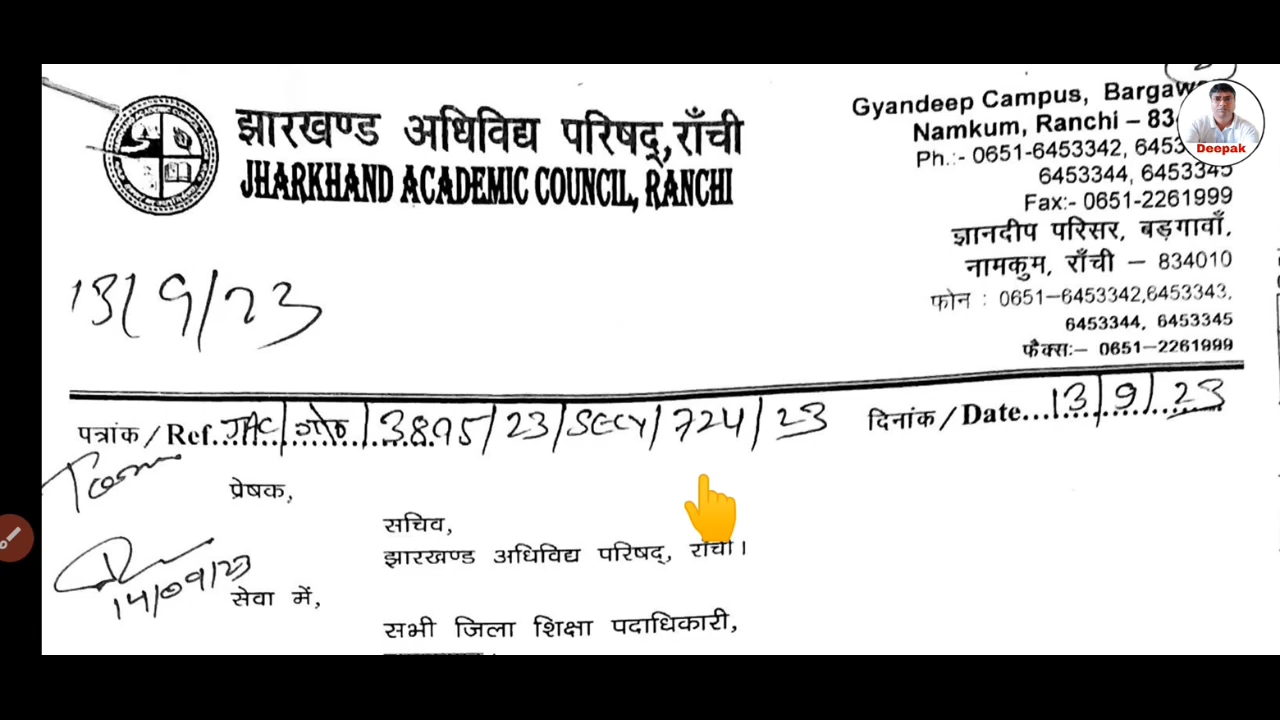 झारखण्ड अधिविद्य परिषद्, राँची
JHARKHAND ACADEMIC COUNCIL, RANCHI
Gyandeep Campus,
Namkum, Ranchi – 83
Ph.:- 0651-6453342,
6453344, 6453345
Fax:- 0651-2261999
ज्ञानदीप परिसर, बड़गावाँ,
नामकुम, राँची – 834010
फोन : 0651–6453342,6453343,
6453344, 6453345
फैक्स:– 0651–2261999
Deepak
13/9/23
पत्रांक / Ref. JAC/ /3895/23/SECY/724/23 दिनांक / Date... 13/9/23
प्रेषक,
सचिव,
झारखण्ड अधिविद्य परिषद्, राँची।
14/09/23
सेवा में,
सभी जिला शिक्षा पदाधिकारी,